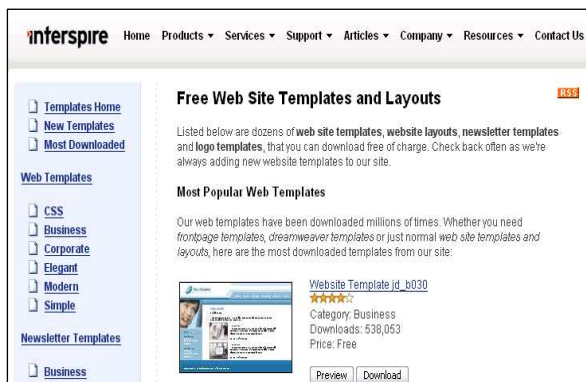 interspire
Home Products Services Support Articles Company Resources Contact Us
Templates Home
New Templates
Most Downloaded
Web Templates
CSS
Business
Corporate
Elegant
Modern
Simple
Newsletter Templates
Business
Free Web Site Templates and Layouts
RSS
Listed below are dozens of web site templates, website layouts, newsletter templates
and logo templates, that you can download free of charge. Check back often as we're
always adding new website templates to our site.
Most Popular Web Templates
Our web templates have been downloaded millions of times. Whether you need
frontpage templates, dreamweaver templates or just normal web site templates and
layouts, here are the most downloaded templates from our site:
Website Template jd_b030
Category: Business
Downloads: 538,053
Price: Free
Preview Download